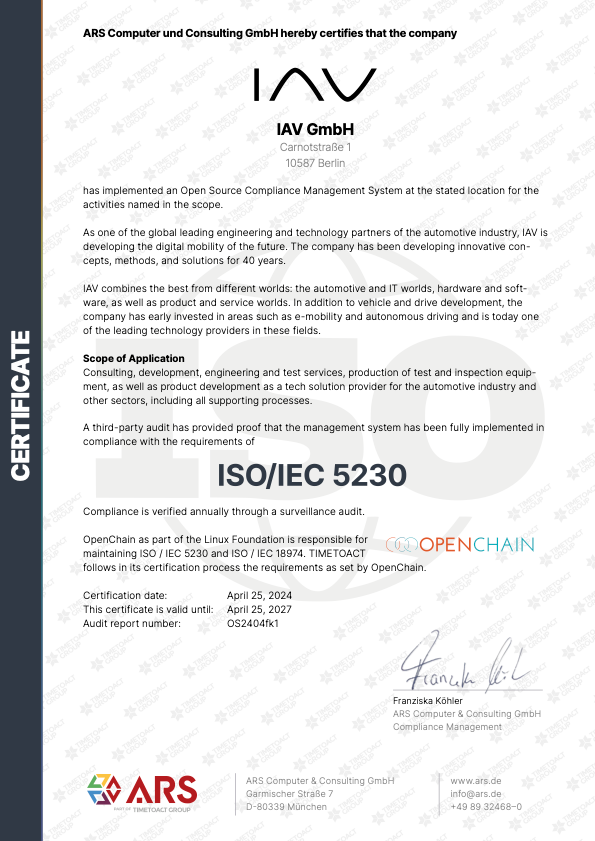 ARS Computer und Consulting GmbH hereby certifies that the company
IAV
IAV GmbH
Carnotstraße 1
10587 Berlin
has implemented an Open Source Compliance Management System at the stated location for the
activities named in the scope.
As one of the global leading engineering and technology partners of the automotive industry, IAV is
developing the digital mobility of the future. The company has been developing innovative con-
cepts, methods, and solutions for 40 years.
IAV combines the best from different worlds: the automotive and IT worlds, hardware and soft-
ware, as well as product and service worlds. In addition to vehicle and drive development, the
company has early invested in areas such as e-mobility and autonomous driving and is today one
of the leading technology providers in these fields.
Scope of Application
Consulting, development, engineering and test services, production of test and inspection equip-
ment, as well as product development as a tech solution provider for the automotive industry and
other sectors, including all supporting processes.
A third-party audit has provided proof that the management system has been fully implemented in
compliance with the requirements of
ISO/IEC 5230
Compliance is verified annually through a surveillance audit.
OpenChain as part of the Linux Foundation is responsible for
maintaining ISO / IEC 5230 and ISO / IEC 18974. TIMETOACT
follows in its certification process the requirements as set by OpenChain.
OPENCHAIN
Certification date: April 25, 2024
This certificate is valid until: April 25, 2027
Audit report number: OS2404fk1
Franziska Köhler
Franziska Köhler
ARS Computer & Consulting GmbH
Compliance Management
CERTIFICATE
ISO
TIMETOACT GROUP
ARS
PART OF TIMETOACT GROUP
ARS Computer & Consulting GmbH
Garmischer Straße 7
D-80339 München
www.ars.de
info@ars.de
+49 89 32468–0